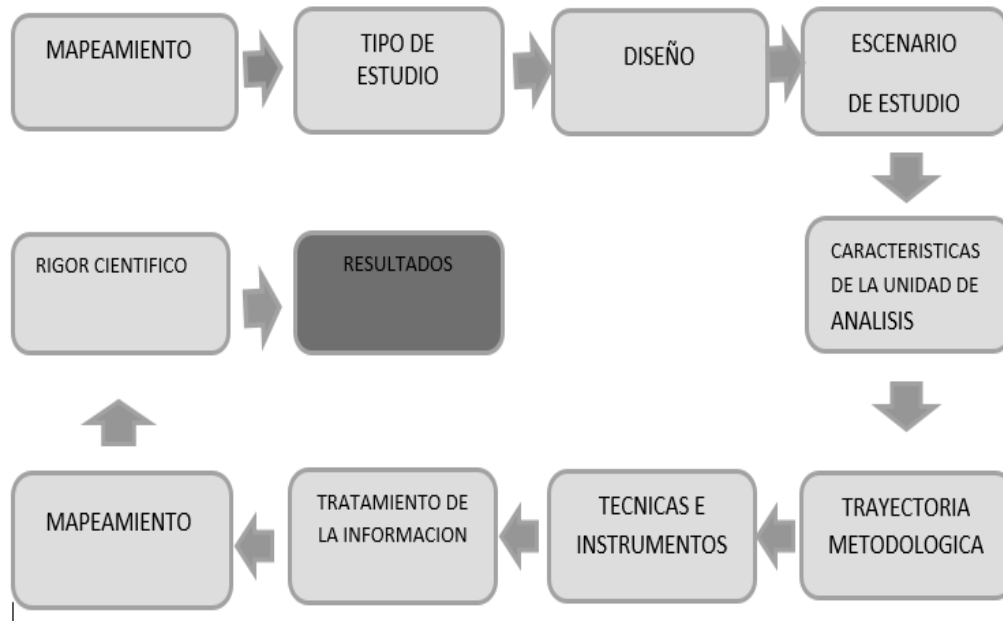 MAPEAMIENTO
TIPO DE
ESTUDIO
DISEÑO
ESCENARIO
DE ESTUDIO
CARACTERISTICAS
DE LA UNIDAD DE
ANALISIS
TRAYECTORIA
METODOLOGICA
TECNICAS E
INSTRUMENTOS
TRATAMIENTO DE
LA INFORMACION
MAPEAMIENTO
RIGOR CIENTIFICO
RESULTADOS